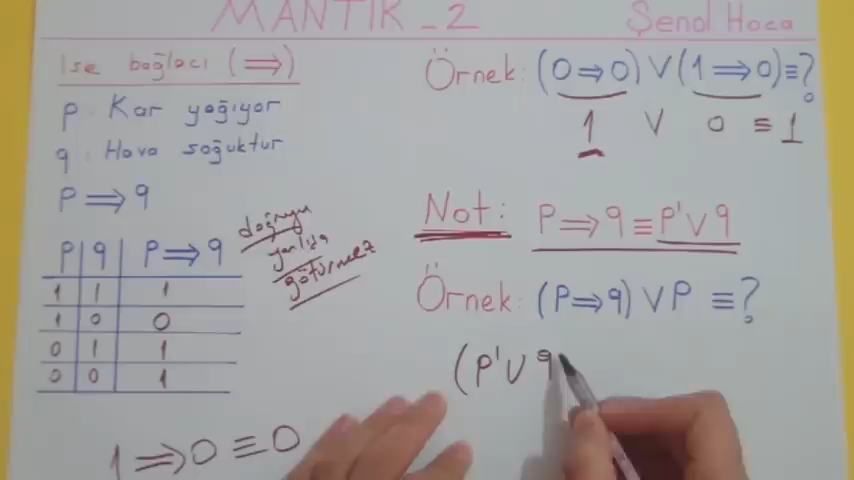 MANTIK - 2
Şenol Hoca
İse bağlacı (⇒)
p : Kar yağıyor
q : Hava soğuktur
P ⇒ q
P q P ⇒ q
1 1 1
1 0 0
0 1 1
0 0 1
doğruyu
yanlışa
götürmez
1 ⇒ 0 ≡ 0
Örnek: (0 ⇒ 0) ∨ (1 ⇒ 0) ≡ ?
1 ∨ 0 ≡ 1
Not: P ⇒ q ≡ P' ∨ q
Örnek: (P ⇒ q) ∨ P ≡ ?
(P' ∨ q